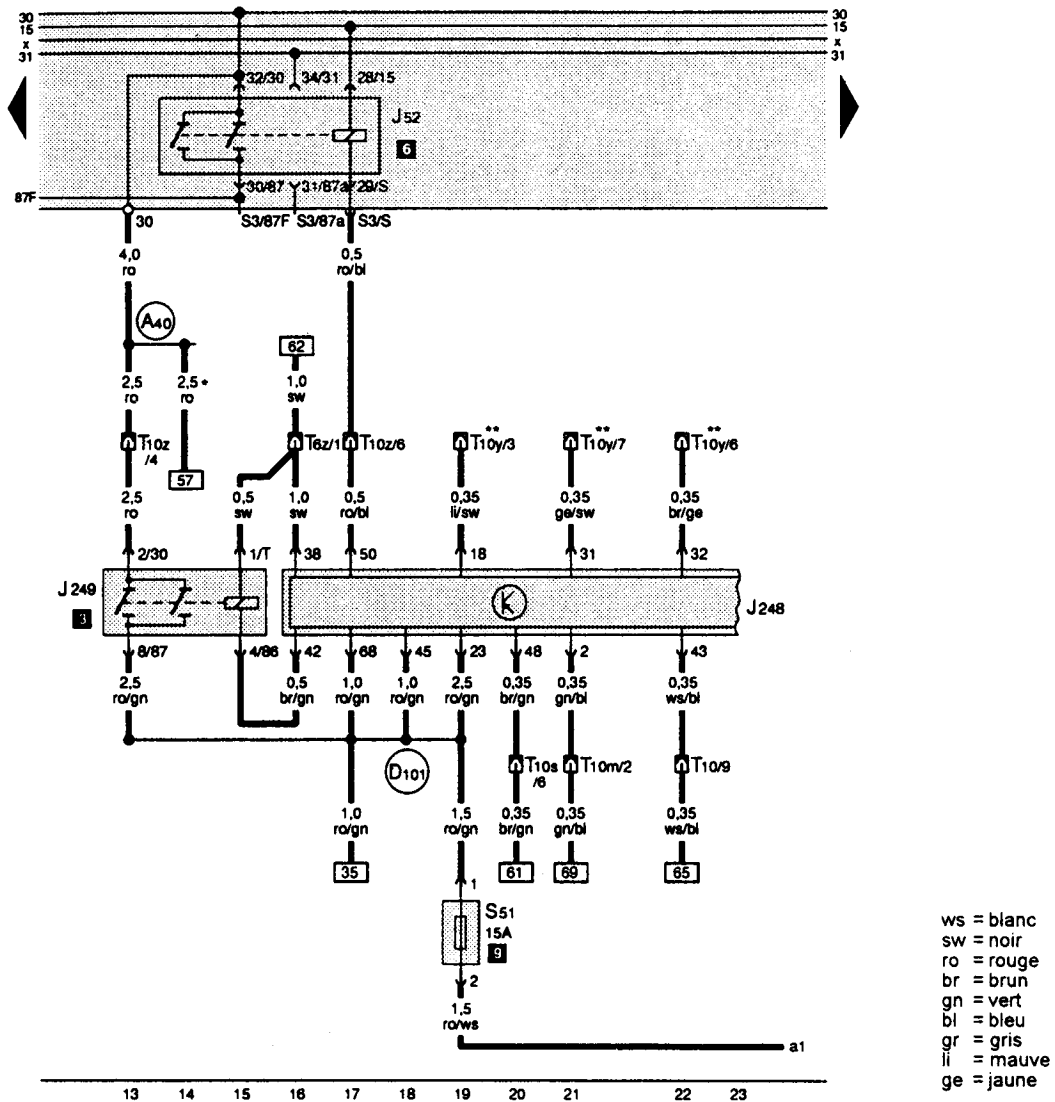 30 30
15 15
x x
31 31
32/30 34/31 28/15
J52
6
30/87 31/87a 29/S
87F
30 S3/87F S3/87a S3/S
4,0 0,5
ro ro/bl
A40
62
2,5 2,5 * 1,0
ro ro sw
** ** **
T10z T6z/1 T10z/6 T10y/3 T10y/7 T10y/6
/4
57
2,5 0,5 1,0 0,5 0,35 0,35 0,35
ro sw sw ro/bl li/sw ge/sw br/ge
2/30 1/T 38 50 18 31 32
J249
3
K
J248
8/87 4/86 42 68 45 23 48 2 43
2,5 0,5 1,0 1,0 2,5 0,35 0,35 0,35
ro/gn br/gn ro/gn ro/gn ro/gn br/gn gn/bl ws/bl
D101
T10s T10m/2 T10/9
/6
1,0 1,5 0,35 0,35 0,35
ro/gn ro/gn br/gn gn/bl ws/bl
35 61 69 65
1
S51
15A
9
2
1,5
ro/ws
a1
ws = blanc
sw = noir
ro = rouge
br = brun
gn = vert
bl = bleu
gr = gris
li = mauve
ge = jaune
13 14 15 16 17 18 19 20 21 22 23